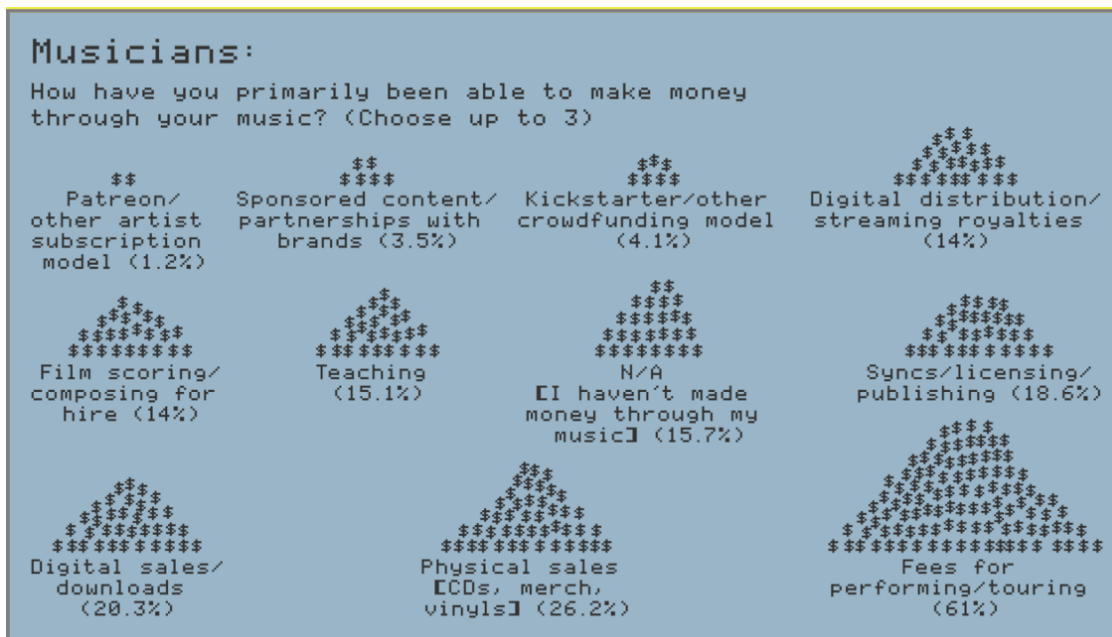 Musicians:
How have you primarily been able to make money
through your music? (Choose up to 3)
Patreon/
other artist
subscription
model (1.2%)
Sponsored content/
partnerships with
brands (3.5%)
Kickstarter/other
crowdfunding model
(4.1%)
Digital distribution/
streaming royalties
(14%)
Film scoring/
composing for
hire (14%)
Teaching
(15.1%)
N/A
[I haven't made
money through my
music] (15.7%)
Syncs/licensing/
publishing (18.6%)
Digital sales/
downloads
(20.3%)
Physical sales
[CDs, merch,
vinyls] (26.2%)
Fees for
performing/touring
(61%)